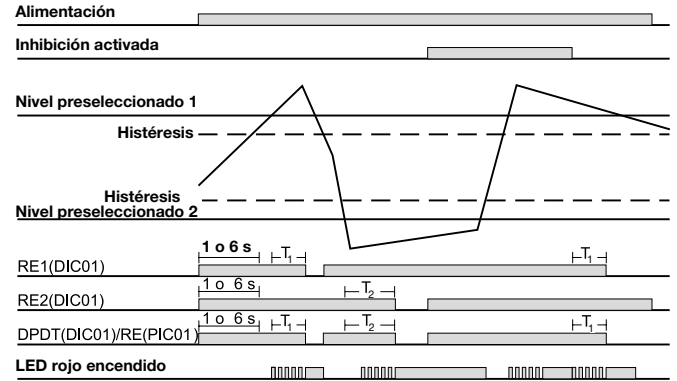 Alimentación
Inhibición activada
Nivel preseleccionado 1
Histéresis
Histéresis
Nivel preseleccionado 2
1 o 6 s T1 T1
RE1(DIC01)
1 o 6 s T2
RE2(DIC01)
1 o 6 s T1 T2 T1
DPDT(DIC01)/RE(PIC01)
LED rojo encendido